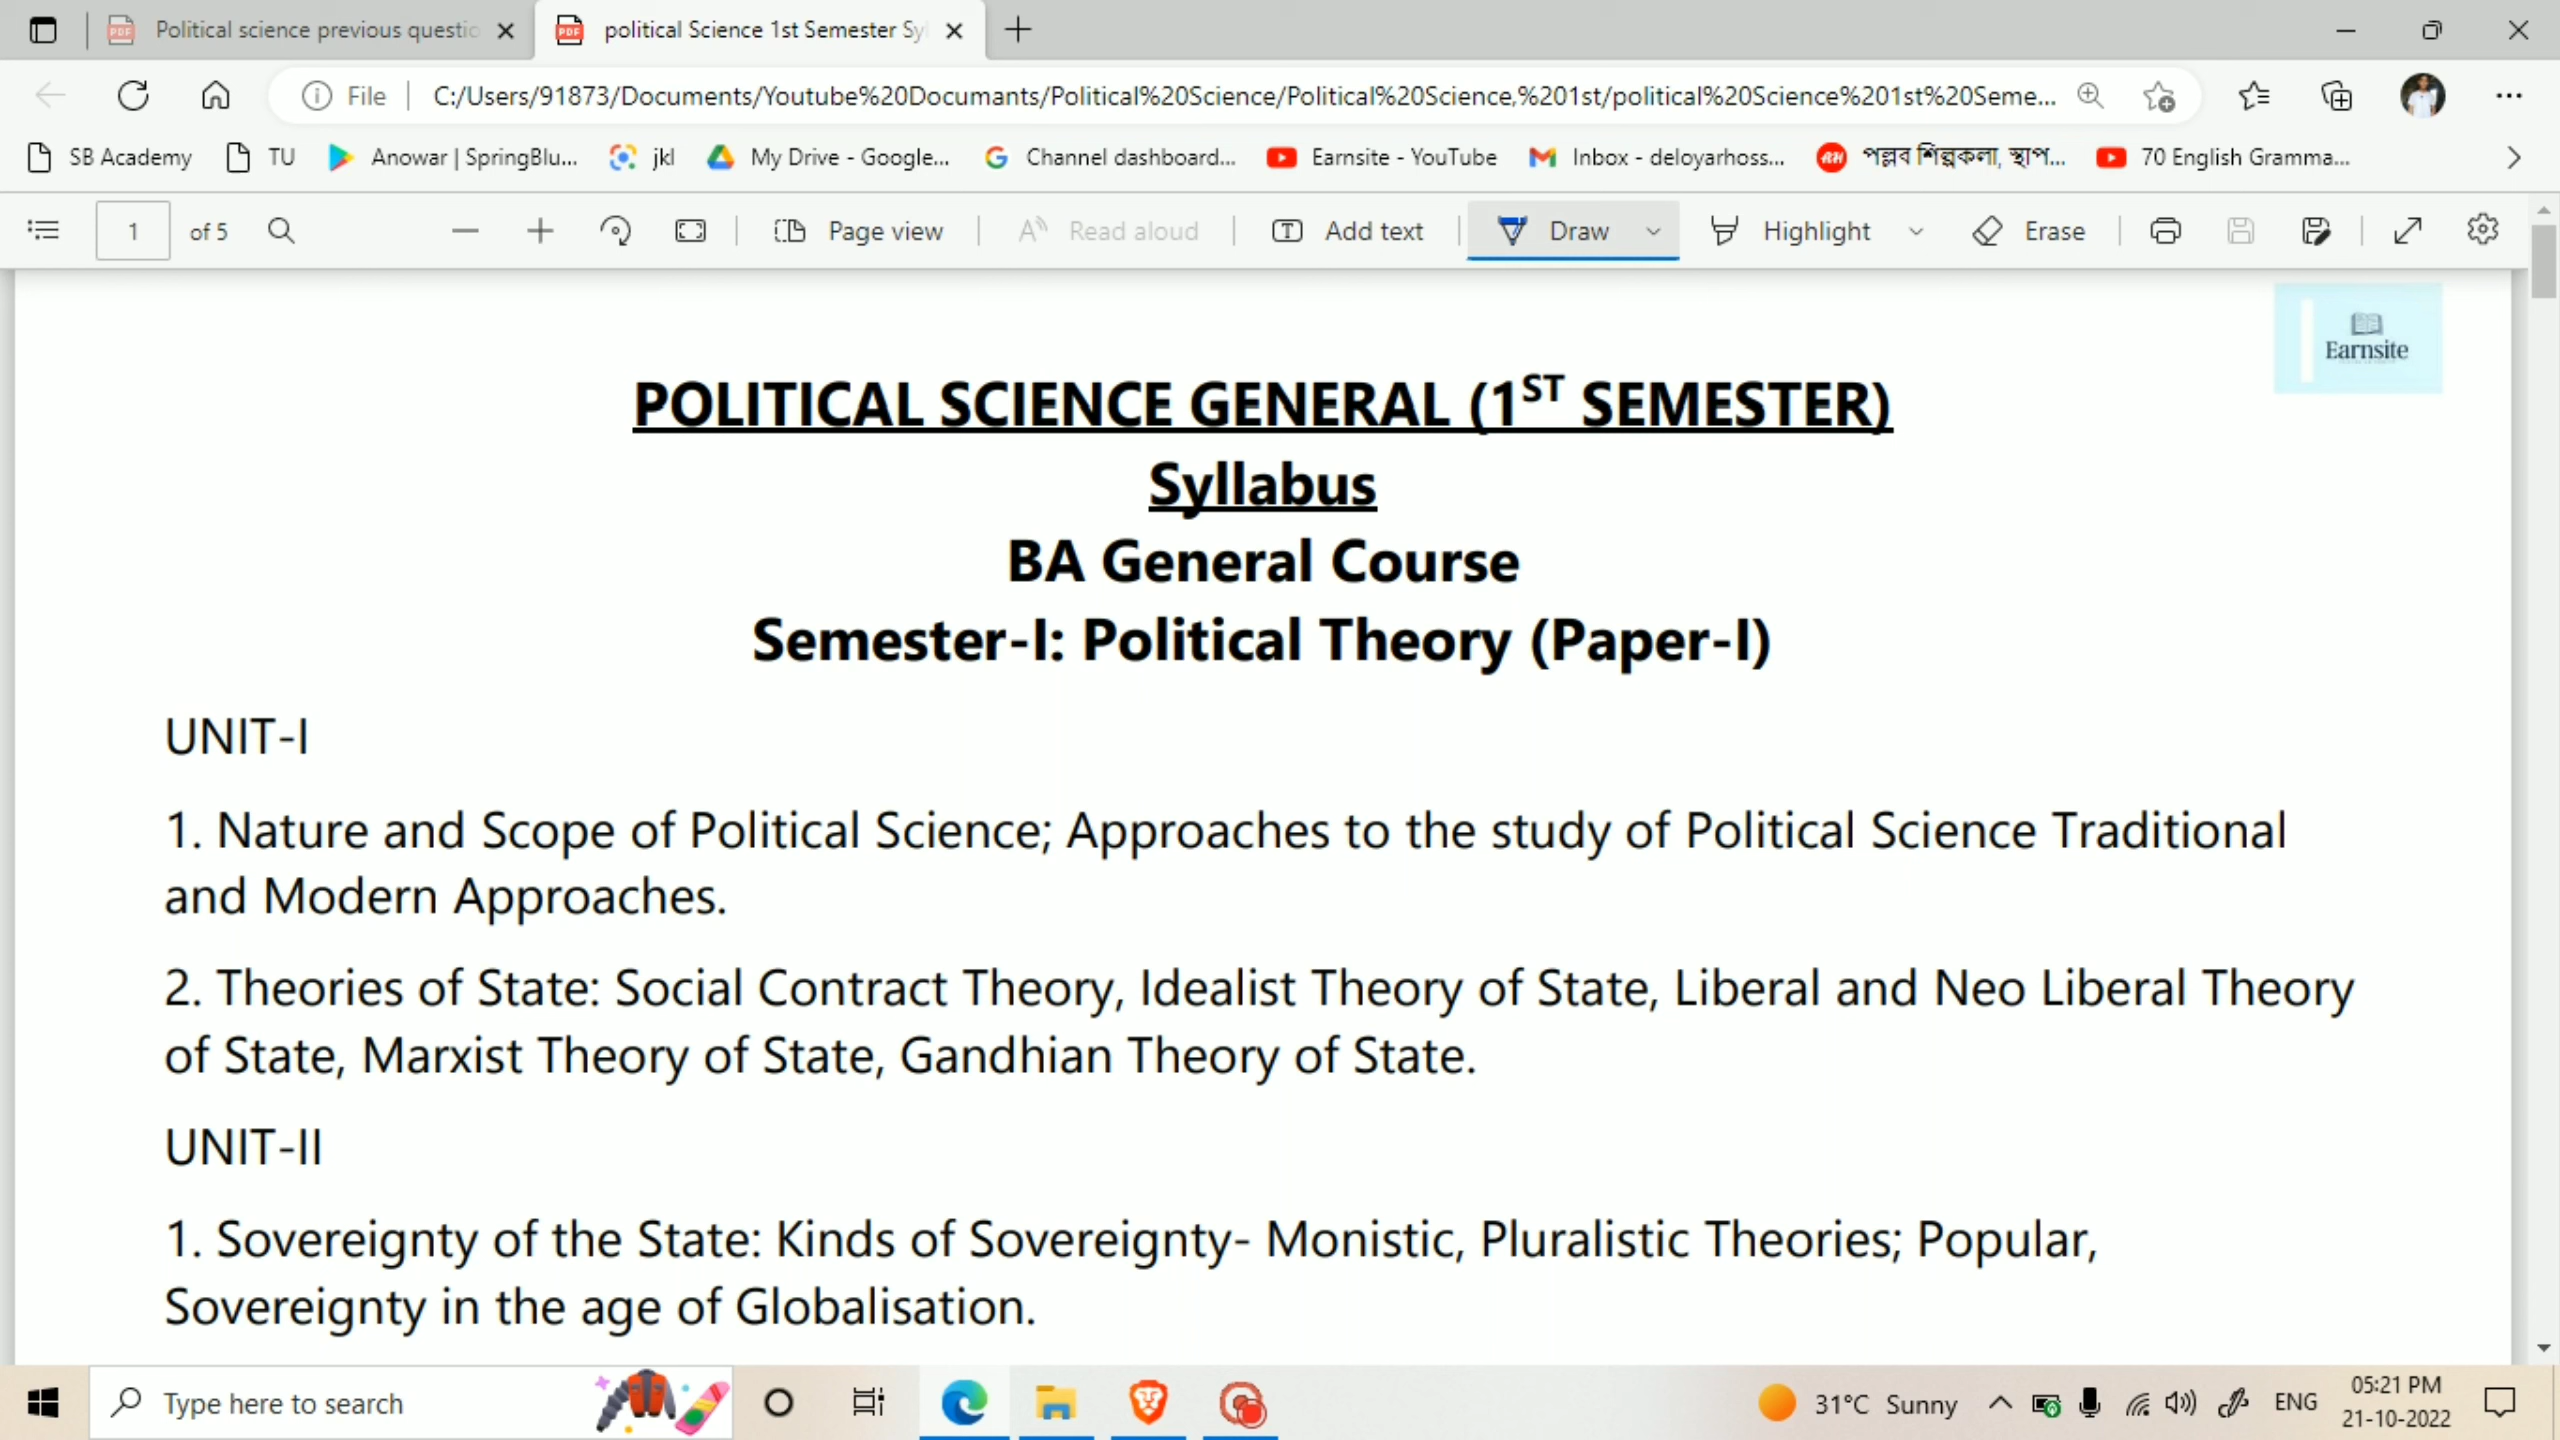 Political science previous questio
political Science 1st Semester Sy
File
C:/Users/91873/Documents/Youtube%20Documants/Political%20Science/Political%20Science,%201st/political%20Science%201st%20Seme...
SB Academy
TU
Anowar | SpringBlu...
jkl
My Drive - Google...
Channel dashboard...
Earnsite - YouTube
Inbox - deloyarhoss...
পল্লব শিল্পকলা, স্থাপ...
70 English Gramma...
1 of 5
Page view
Read aloud
Add text
Draw
Highlight
Erase
Earnsite
POLITICAL SCIENCE GENERAL (1ST SEMESTER)
Syllabus
BA General Course
Semester-I: Political Theory (Paper-I)
UNIT-I
1. Nature and Scope of Political Science; Approaches to the study of Political Science Traditional
and Modern Approaches.
2. Theories of State: Social Contract Theory, Idealist Theory of State, Liberal and Neo Liberal Theory
of State, Marxist Theory of State, Gandhian Theory of State.
UNIT-II
1. Sovereignty of the State: Kinds of Sovereignty- Monistic, Pluralistic Theories; Popular,
Sovereignty in the age of Globalisation.
Type here to search
31°C Sunny
ENG
05:21 PM
21-10-2022